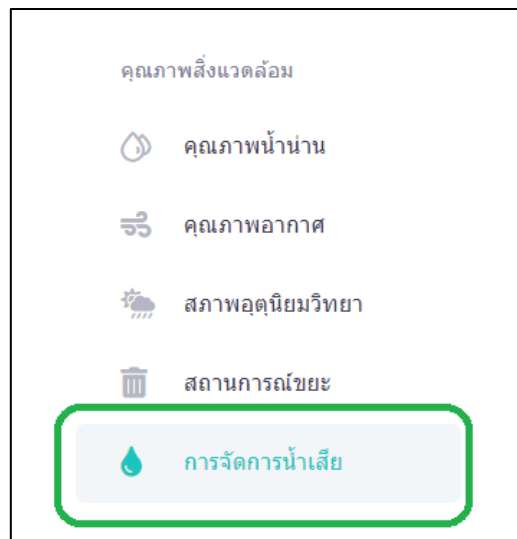 คุณภาพสิ่งแวดล้อม
คุณภาพน้ำน่าน
คุณภาพอากาศ
สภาพอุตุนิยมวิทยา
สถานการณ์ขยะ
การจัดการน้ำเสีย